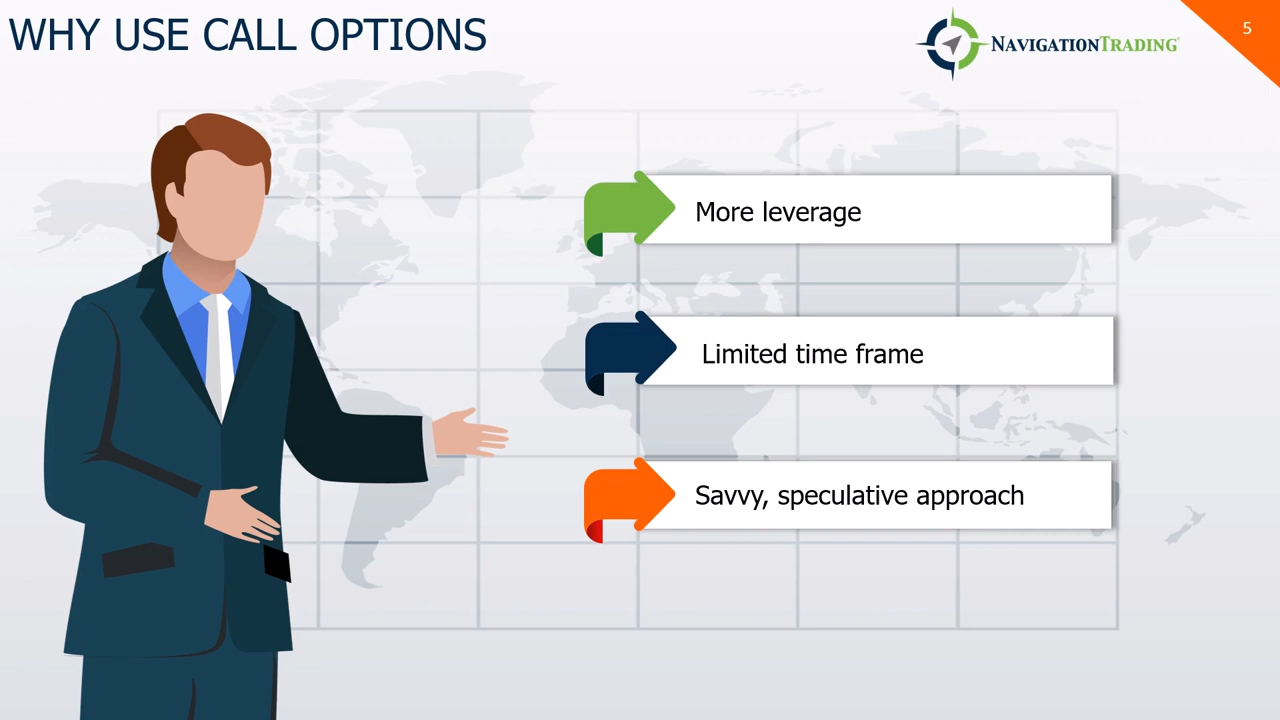 WHY USE CALL OPTIONS
NAVIGATIONTRADING®
5
More leverage
Limited time frame
Savvy, speculative approach